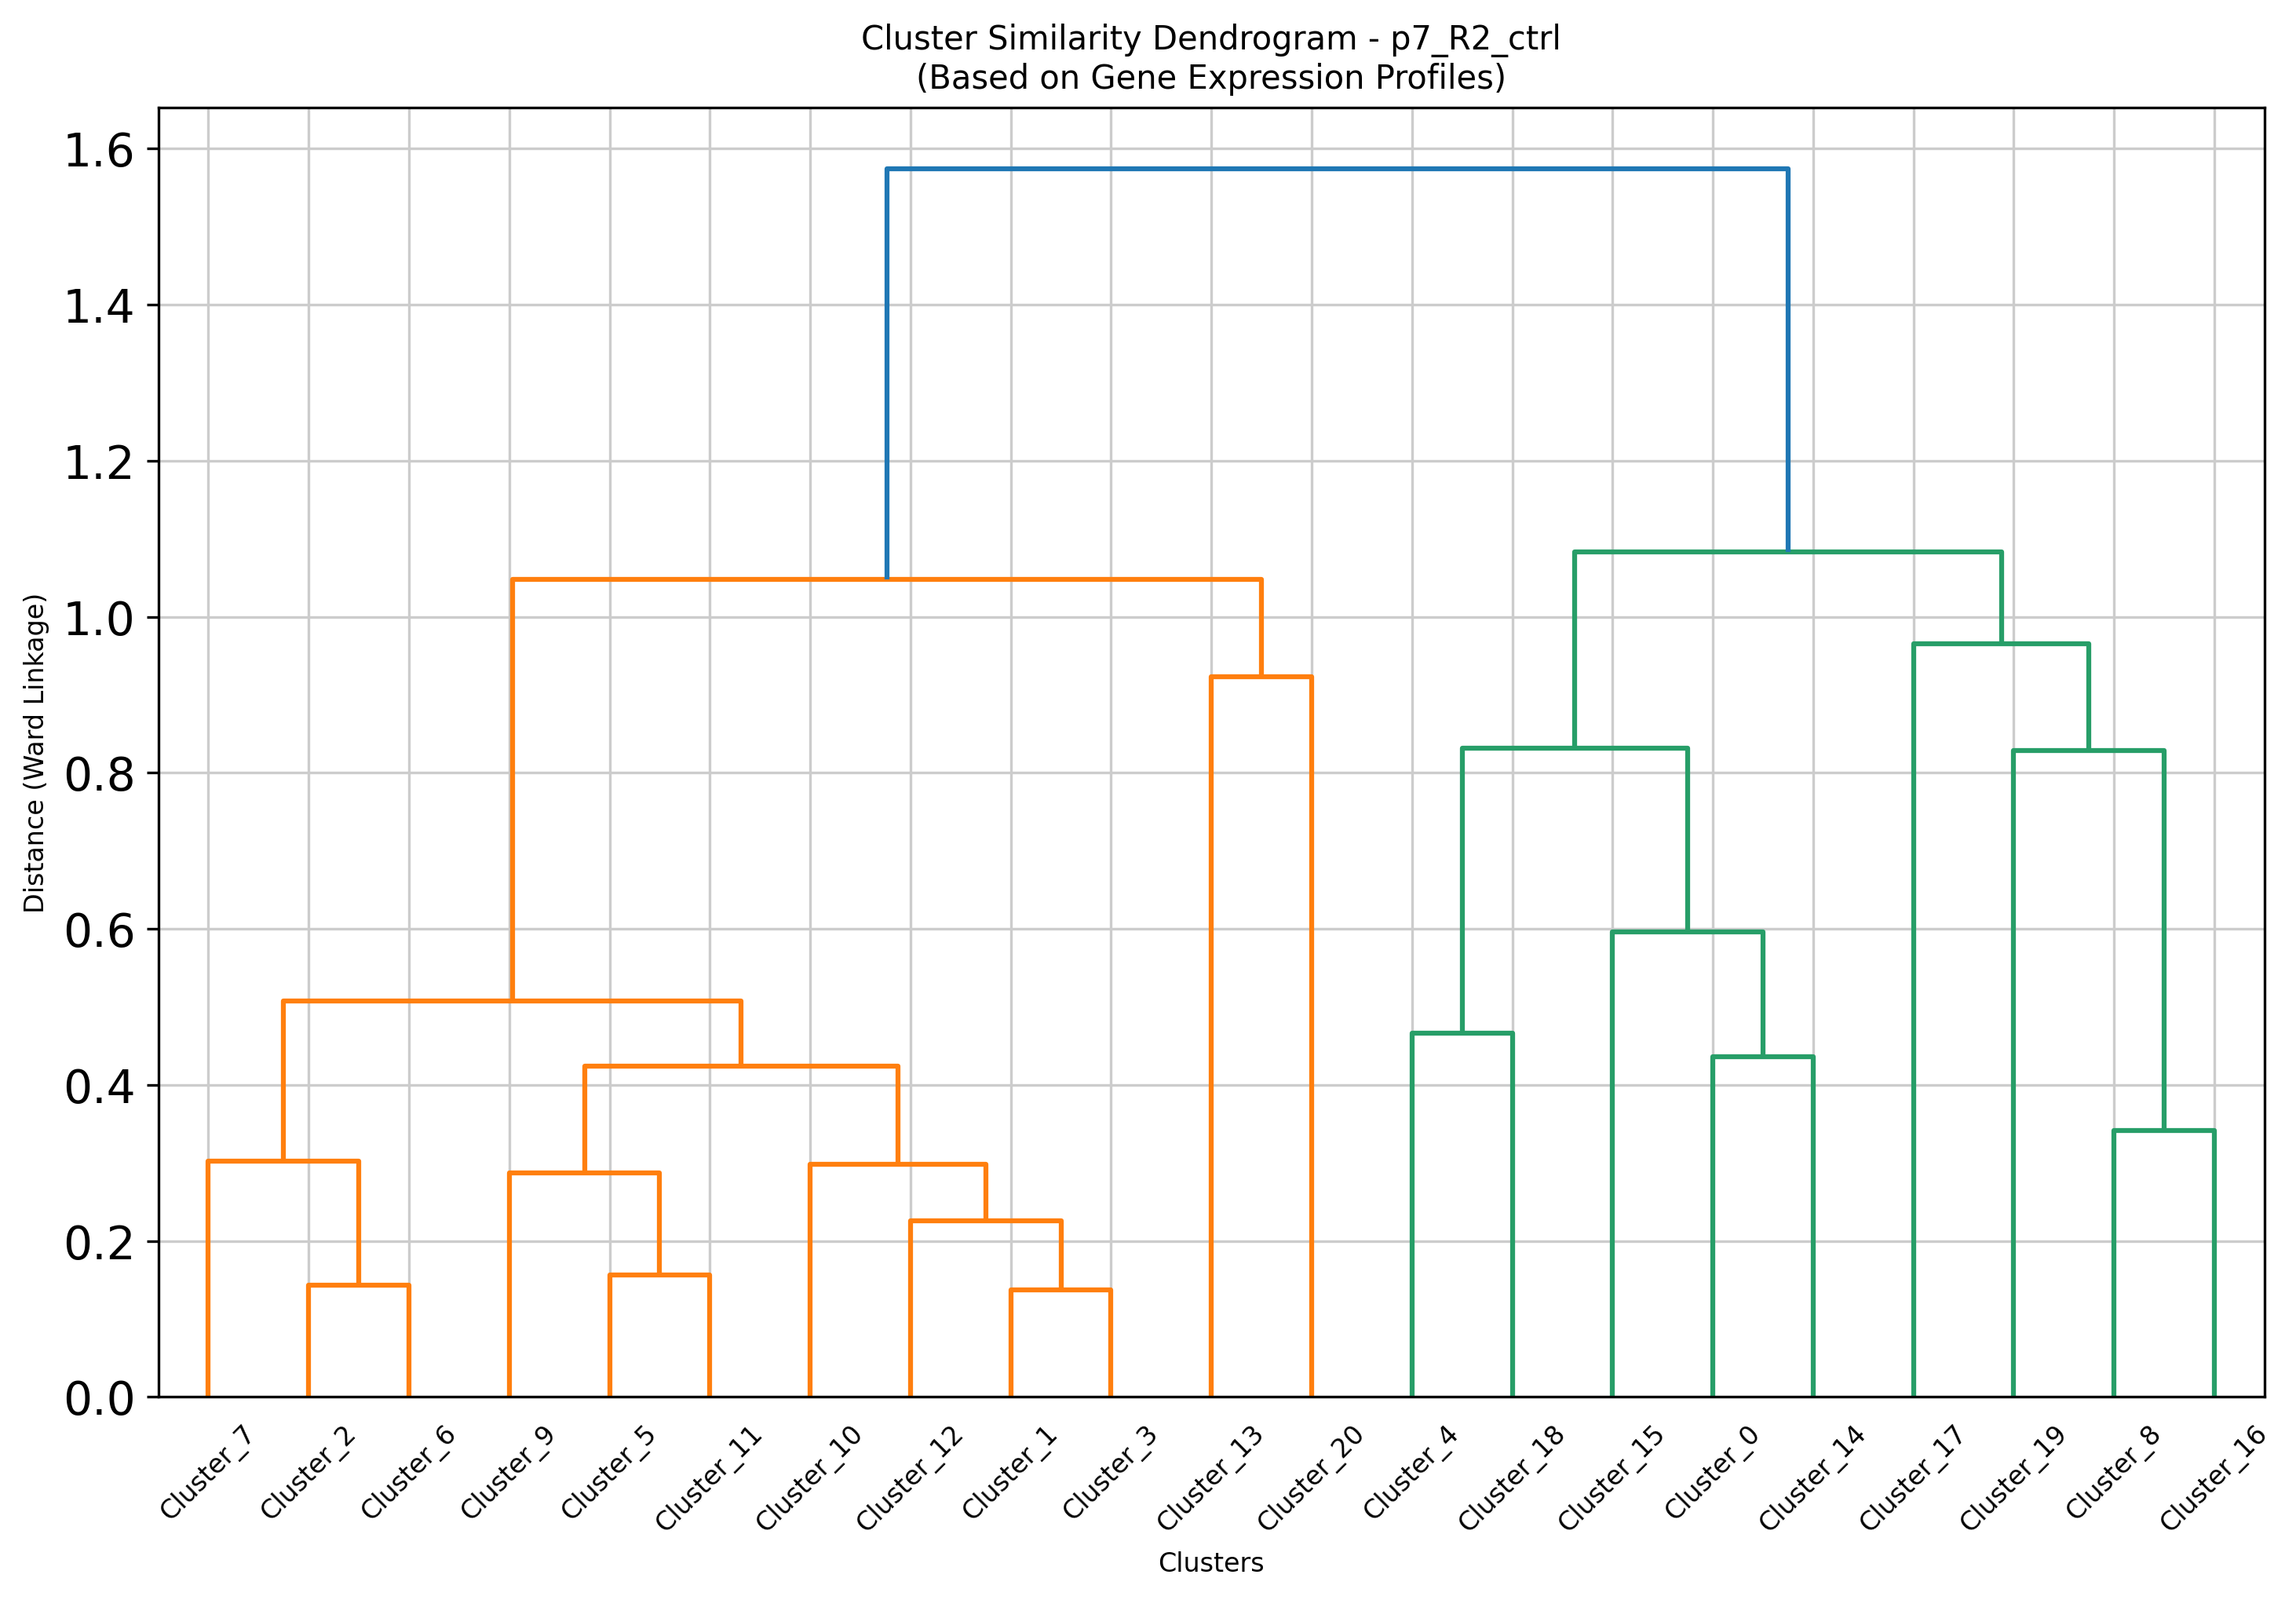 Cluster Similarity Dendrogram - p7_R2_ctrl
(Based on Gene Expression Profiles)
Distance (Ward Linkage)
1.6
1.4
1.2
1.0
0.8
0.6
0.4
0.2
0.0
Cluster_7
Cluster_2
Cluster_6
Cluster_9
Cluster_5
Cluster_11
Cluster_10
Cluster_12
Cluster_1
Cluster_3
Cluster_13
Cluster_20
Cluster_4
Cluster_18
Cluster_15
Cluster_0
Cluster_14
Cluster_17
Cluster_19
Cluster_8
Cluster_16
Clusters